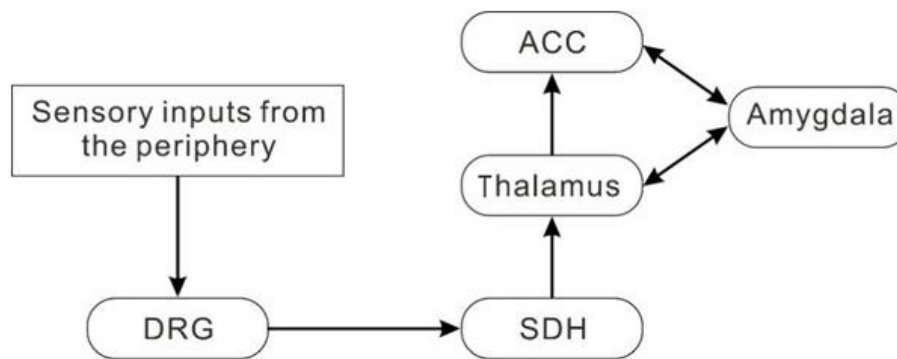 ACC
Sensory inputs from
the periphery
Amygdala
Thalamus
DRG
SDH